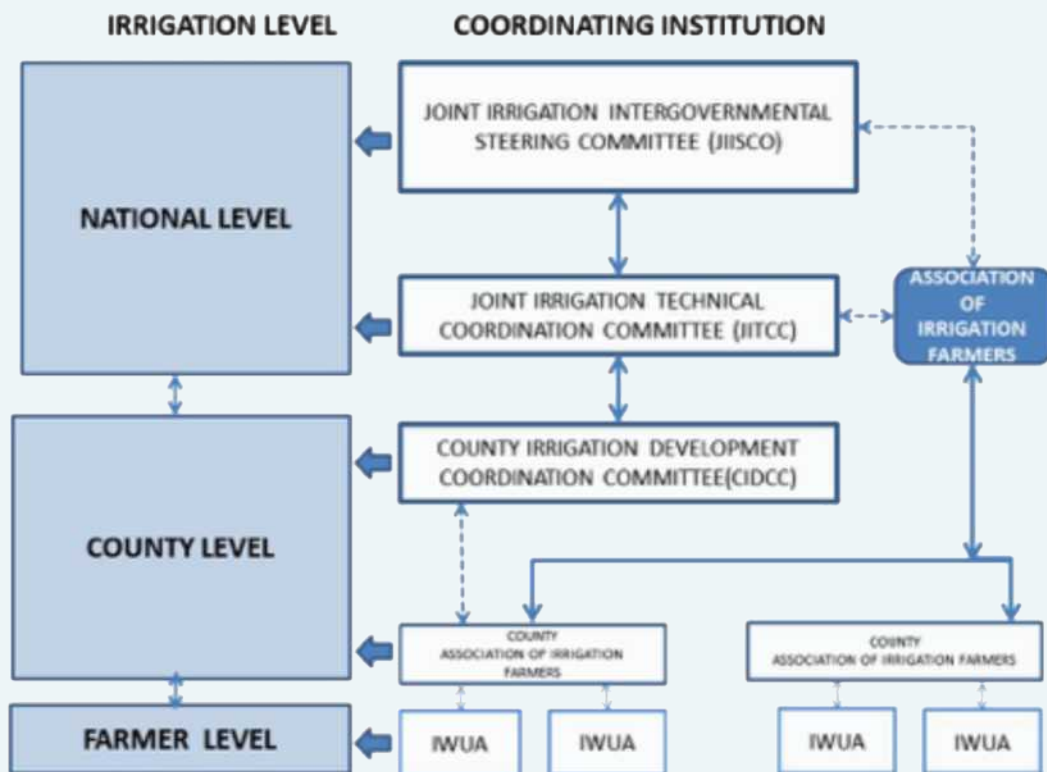 IRRIGATION LEVEL
COORDINATING INSTITUTION
JOINT IRRIGATION INTERGOVERNMENTAL
STEERING COMMITTEE (JIISCO)
NATIONAL LEVEL
JOINT IRRIGATION TECHNICAL
COORDINATION COMMITTEE (JITCC)
ASSOCIATION
OF
IRRIGATION
FARMERS
COUNTY IRRIGATION DEVELOPMENT
COORDINATION COMMITTEE(CIDCC)
COUNTY LEVEL
COUNTY
ASSOCIATION OF IRRIGATION
FARMERS
COUNTY
ASSOCIATION OF IRRIGATION FARMERS
FARMER LEVEL
IWUA
IWUA
IWUA
IWUA